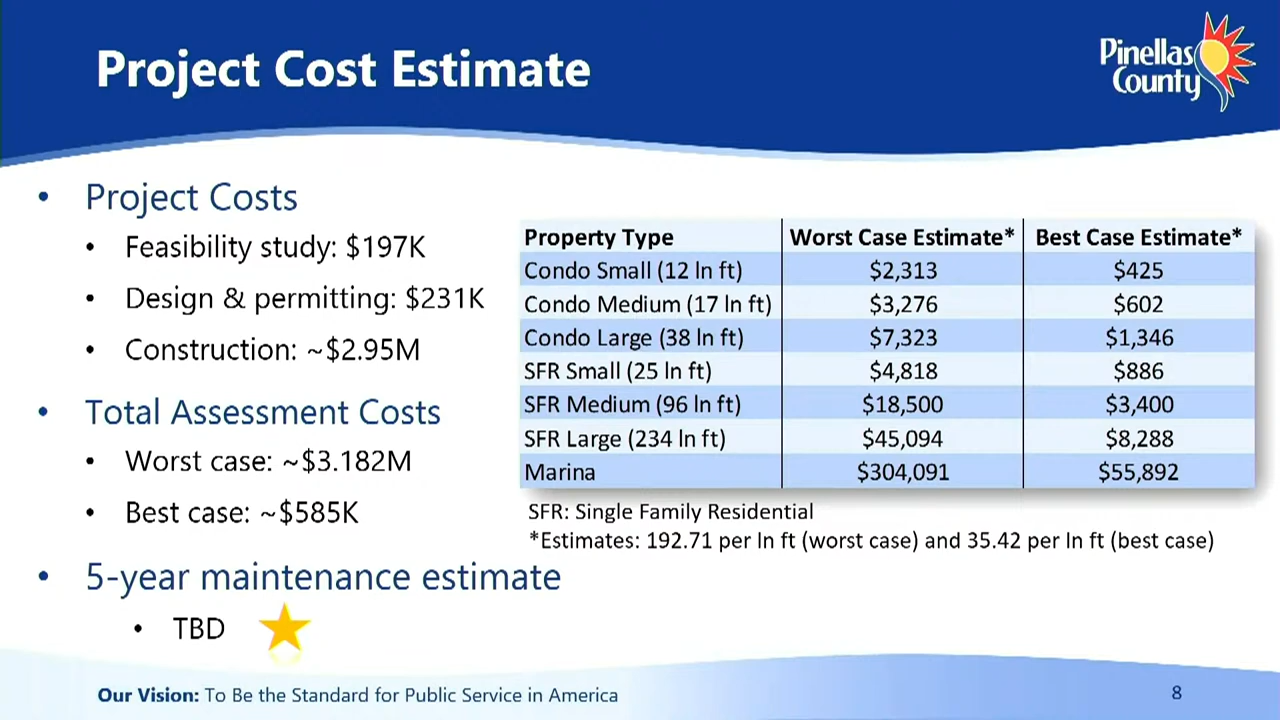 Project Cost Estimate
Pinellas
County
• Project Costs
• Feasibility study: $197K
• Design & permitting: $231K
• Construction: ~$2.95M
• Total Assessment Costs
• Worst case: ~$3.182M
• Best case: ~$585K
• 5-year maintenance estimate
• TBD
Property Type Worst Case Estimate* Best Case Estimate*
Condo Small (12 ln ft) $2,313 $425
Condo Medium (17 ln ft) $3,276 $602
Condo Large (38 ln ft) $7,323 $1,346
SFR Small (25 ln ft) $4,818 $886
SFR Medium (96 ln ft) $18,500 $3,400
SFR Large (234 ln ft) $45,094 $8,288
Marina $304,091 $55,892
SFR: Single Family Residential
*Estimates: 192.71 per ln ft (worst case) and 35.42 per ln ft (best case)
Our Vision: To Be the Standard for Public Service in America
8